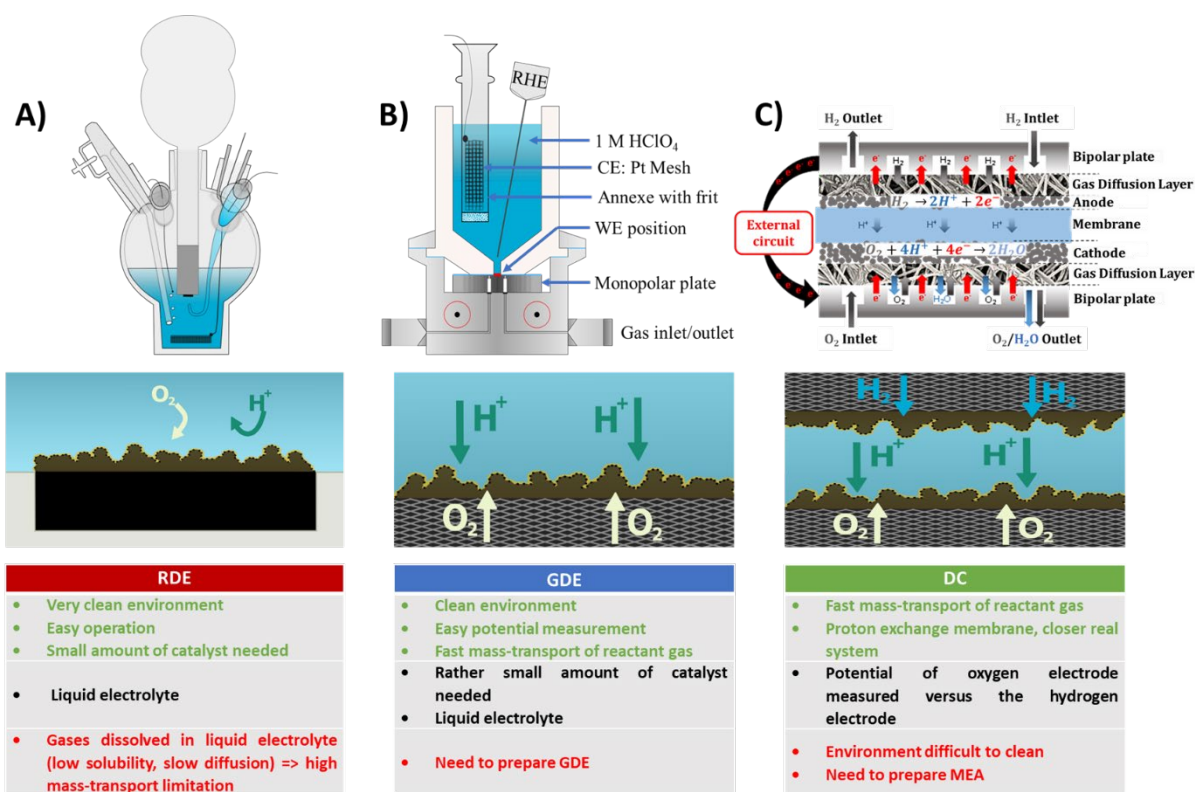 A)
B)
RHE
1 M HClO₄
CE: Pt Mesh
Annexe with frit
WE position
Monopolar plate
Gas inlet/outlet
C)
H₂ Outlet
H₂ Inlet
e⁻ H₂ e⁻ H₂ e⁻ H₂ e⁻
Bipolar plate
Gas Diffusion Layer
H₂ → 2H⁺ + 2e⁻
Anode
H⁺ H⁺ H⁺
Membrane
External
circuit
O₂ + 4H⁺ + 4e⁻ → 2H₂O
Cathode
Gas Diffusion Layer
e⁻ O₂ e⁻ H₂O e⁻ O₂ e⁻
Bipolar plate
O₂ Inlet
O₂/H₂O Outlet
O₂ H⁺
H⁺ H⁺
O₂ O₂
H₂ H₂
H⁺ H⁺
O₂ O₂
RDE
• Very clean environment
• Easy operation
• Small amount of catalyst needed
• Liquid electrolyte
• Gases dissolved in liquid electrolyte
(low solubility, slow diffusion) => high
mass-transport limitation
GDE
• Clean environment
• Easy potential measurement
• Fast mass-transport of reactant gas
• Rather small amount of catalyst
needed
• Liquid electrolyte
• Need to prepare GDE
DC
• Fast mass-transport of reactant gas
• Proton exchange membrane, closer real
system
• Potential of oxygen electrode
measured versus the hydrogen
electrode
• Environment difficult to clean
• Need to prepare MEA